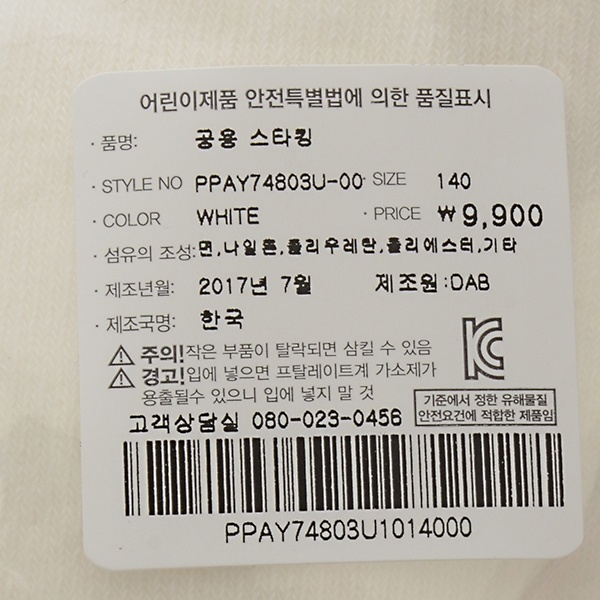 어린이제품 안전특별법에 의한 품질표시
· 품명: 공용 스타킹
· STYLE NO PPAY74803U-00 · SIZE 140
· COLOR WHITE · PRICE ₩9,900
· 섬유의 조성: 면,나일론,폴리우레탄,폴리에스터,기타
· 제조년월: 2017년 7월 제조원:DAB
· 제조국명: 한국
주의! 작은 부품이 탈락되면 삼킬 수 있음
경고! 입에 넣으면 프탈레이트계 가소제가
용출될수 있으니 입에 넣지 말 것
KC
기준에서 정한 유해물질
안전요건에 적합한 제품임
고객상담실 080-023-0456
PPAY74803U1014000